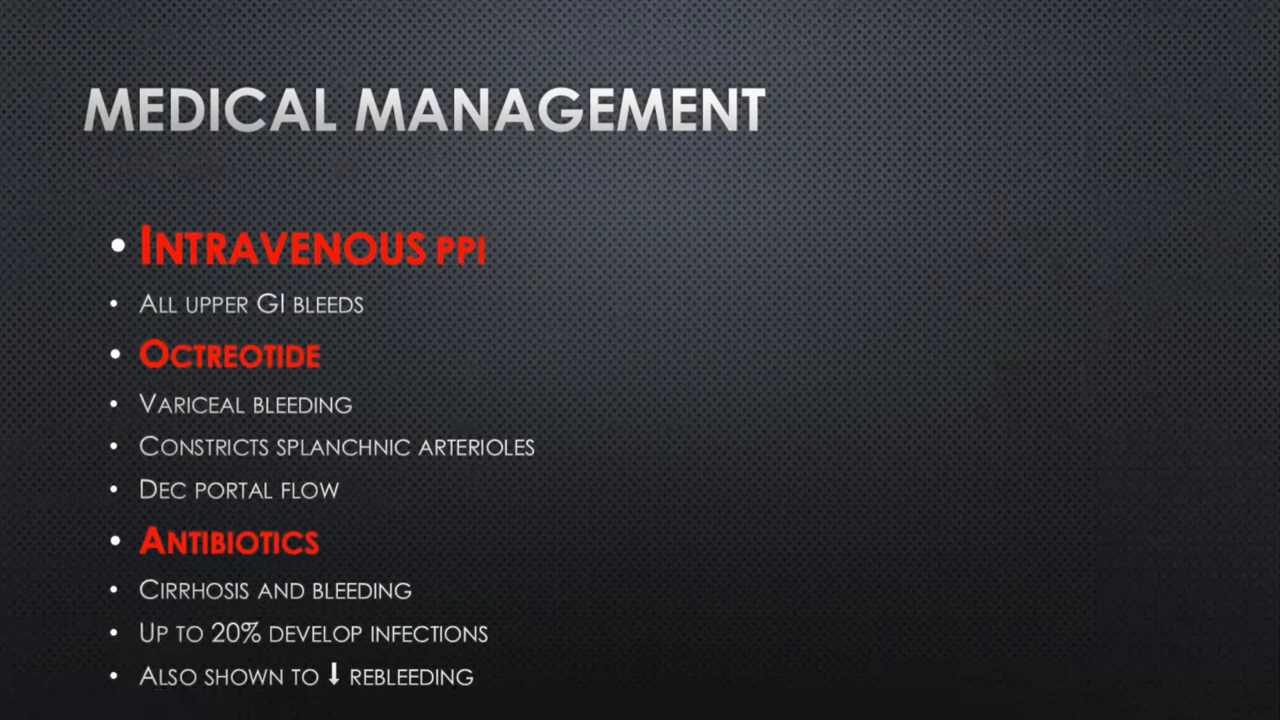 MEDICAL MANAGEMENT
• INTRAVENOUS PPI
• ALL UPPER GI BLEEDS
• OCTREOTIDE
• VARICEAL BLEEDING
• CONSTRICTS SPLANCHNIC ARTERIOLES
• DEC PORTAL FLOW
• ANTIBIOTICS
• CIRRHOSIS AND BLEEDING
• UP TO 20% DEVELOP INFECTIONS
• ALSO SHOWN TO ⬇ REBLEEDING